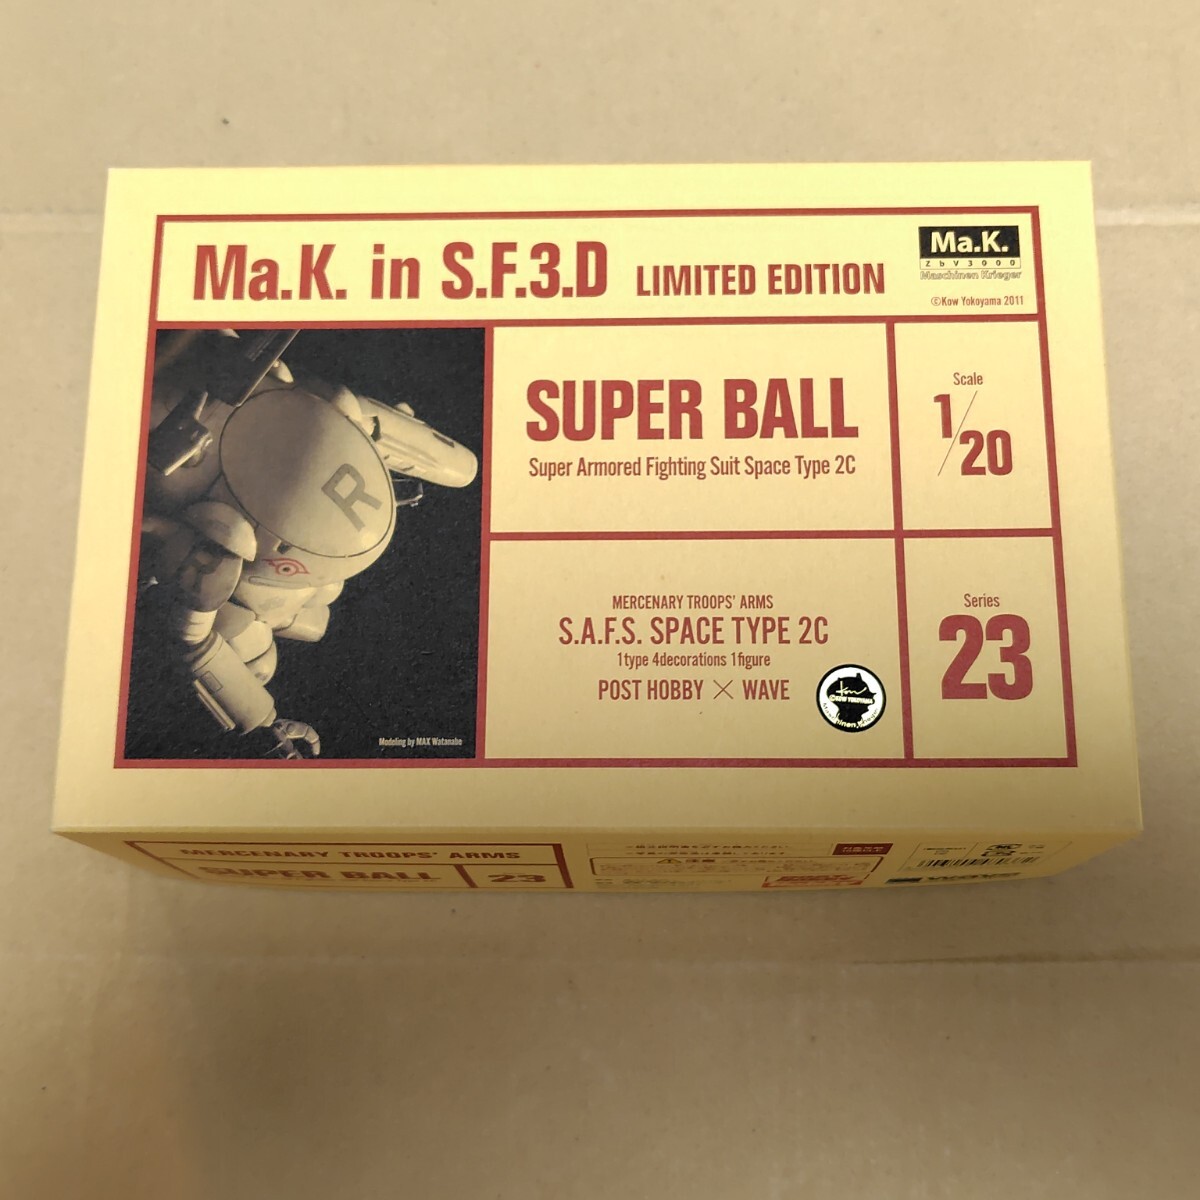 Ma.K. in S.F.3.D LIMITED EDITION
Ma.K.
ZbV3000
Maschinen Krieger
©Kow Yokoyama 2011
SUPER BALL
Super Armored Fighting Suit Space Type 2C
Scale
1/20
R
R
Modeling by MAX Watanabe
MERCENARY TROOPS' ARMS
S.A.F.S. SPACE TYPE 2C
1type 4decorations 1figure
POST HOBBY × WAVE
Series
23
MERCENARY TROOPS' ARMS
SUPER BALL
23
注意